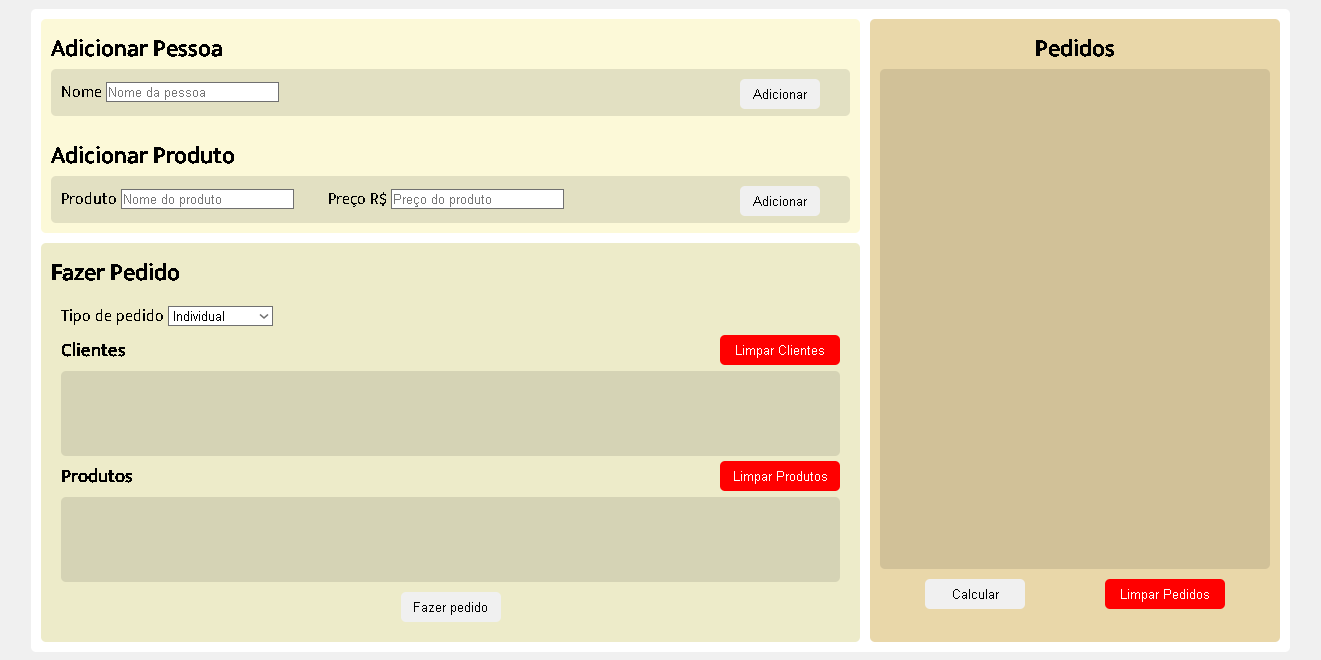 Adicionar Pessoa
Nome Nome da pessoa Adicionar
Adicionar Produto
Produto Nome do produto Preço R$ Preço do produto Adicionar
Fazer Pedido
Tipo de pedido Individual
Clientes Limpar Clientes
Produtos Limpar Produtos
Fazer pedido
Pedidos
Calcular Limpar Pedidos